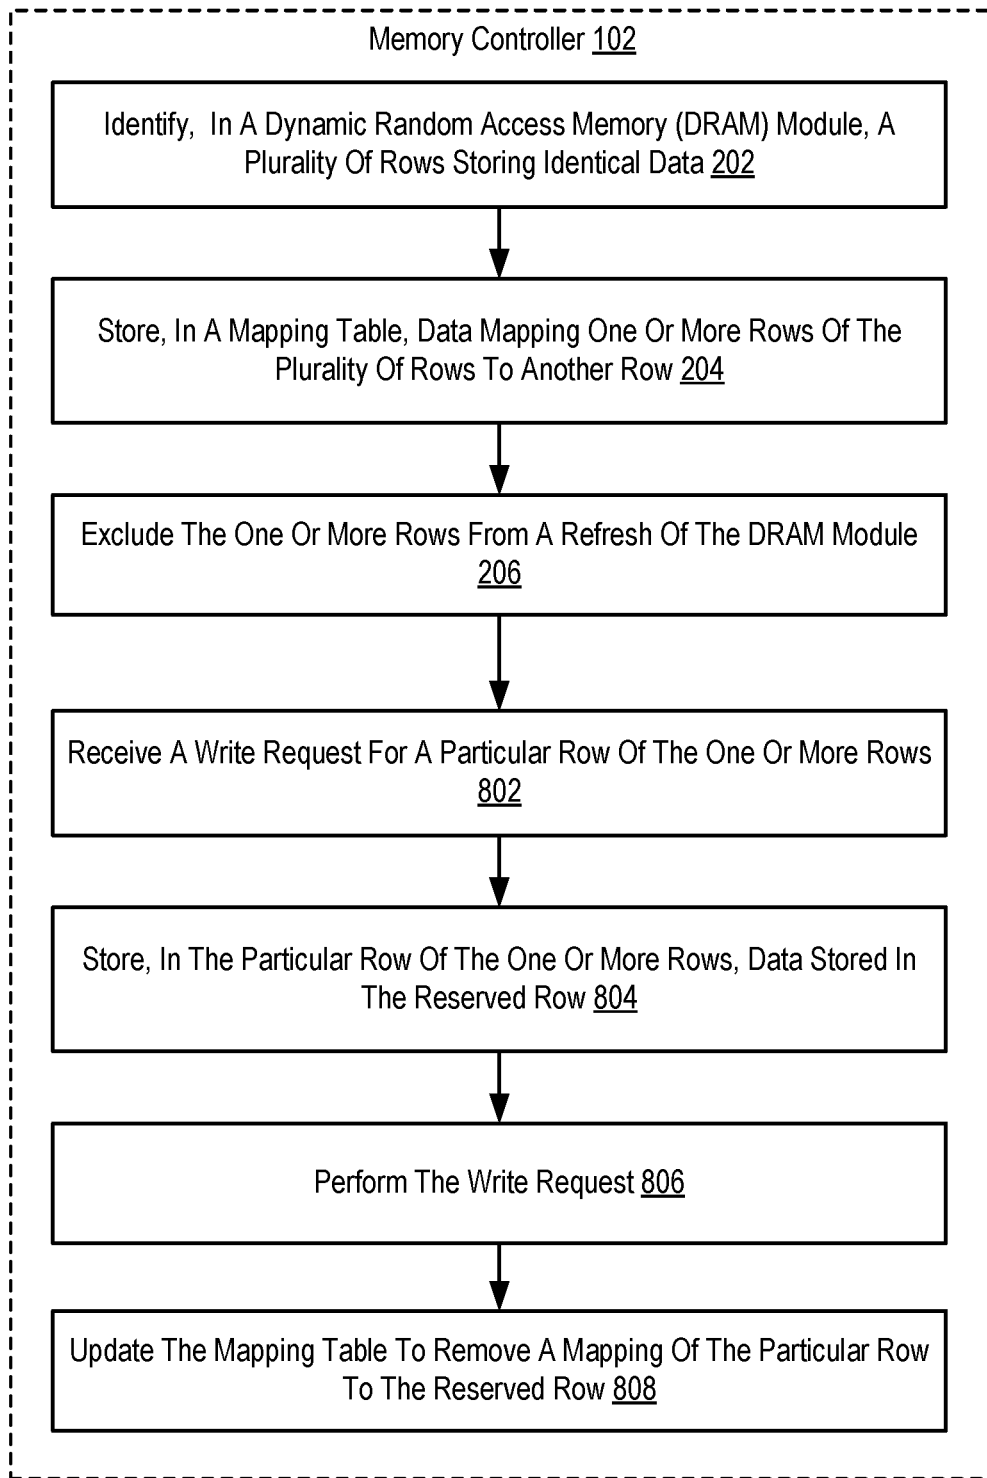 Memory Controller 102
Identify, In A Dynamic Random Access Memory (DRAM) Module, A
Plurality Of Rows Storing Identical Data 202
Store, In A Mapping Table, Data Mapping One Or More Rows Of The
Plurality Of Rows To Another Row 204
Exclude The One Or More Rows From A Refresh Of The DRAM Module
206
Receive A Write Request For A Particular Row Of The One Or More Rows
802
Store, In The Particular Row Of The One Or More Rows, Data Stored In
The Reserved Row 804
Perform The Write Request 806
Update The Mapping Table To Remove A Mapping Of The Particular Row
To The Reserved Row 808